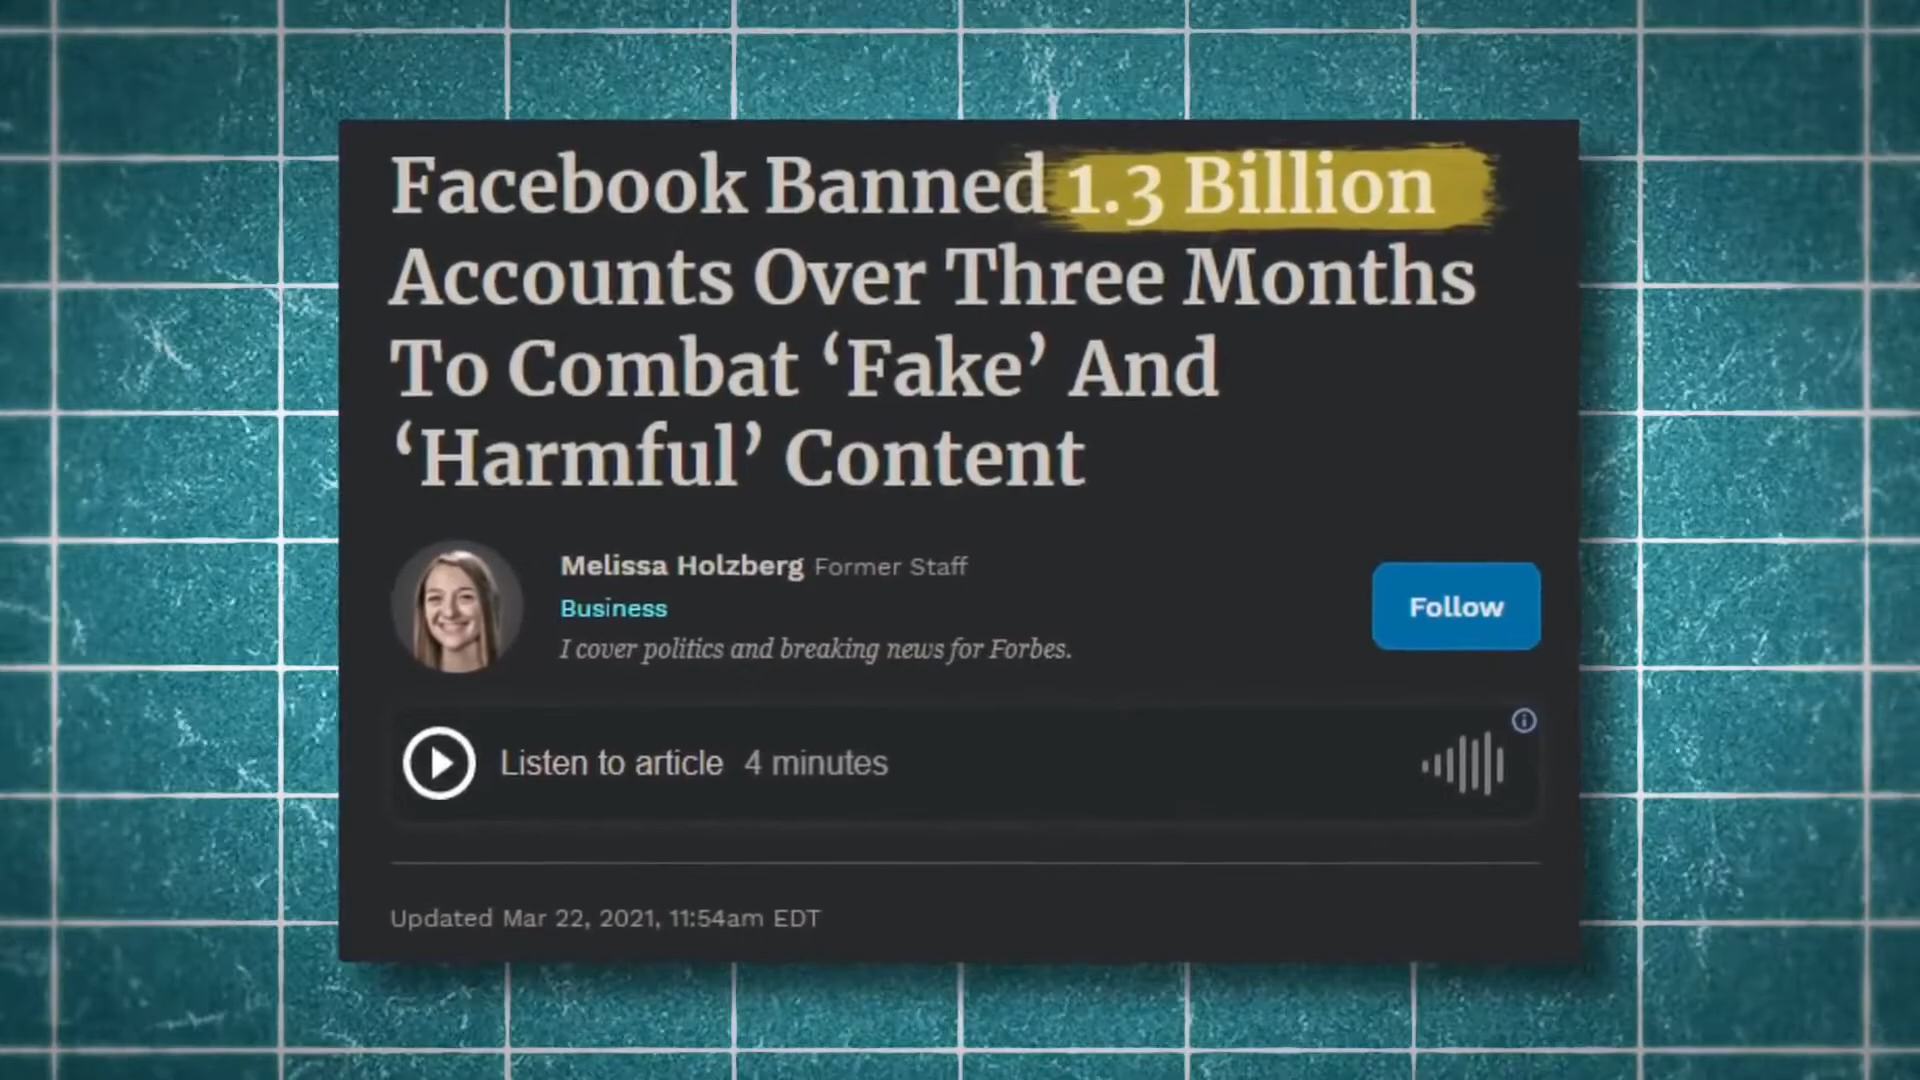 Facebook Banned 1.3 Billion
Accounts Over Three Months
To Combat ‘Fake’ And
‘Harmful’ Content
Melissa Holzberg Former Staff
Business
I cover politics and breaking news for Forbes.
Follow
Listen to article 4 minutes
Updated Mar 22, 2021, 11:54am EDT